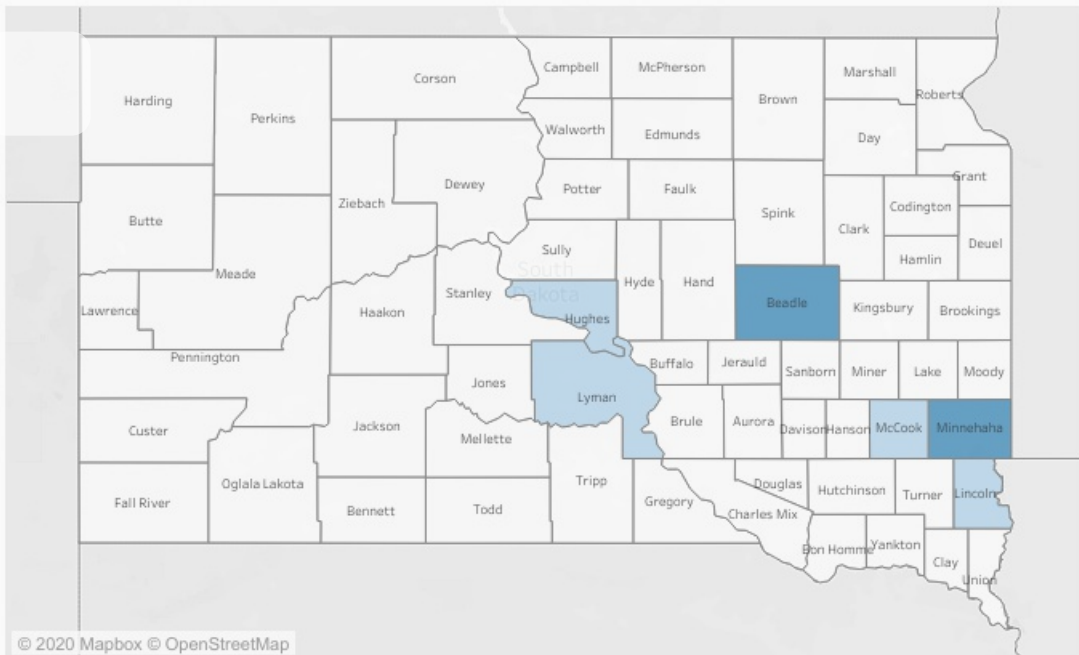 Corson
Campbell
McPherson
Marshall
Harding
Brown
Roberts
Perkins
Walworth
Edmunds
Day
Dewey
Potter
Faulk
Grant
Ziebach
Codington
Butte
Spink
Clark
Sully
Deuel
Hamlin
Meade
South
Dakota
Lawrence
Stanley
Hyde
Hand
Beadle
Kingsbury
Brookings
Haakon
Hughes
Pennington
Buffalo
Jerauld
Sanborn
Miner
Lake
Moody
Jones
Lyman
Custer
Jackson
Mellette
Brule
Aurora
Davison
Hanson
McCook
Minnehaha
Oglala Lakota
Tripp
Fall River
Bennett
Todd
Gregory
Douglas
Hutchinson
Turner
Lincoln
Charles Mix
Bon Homme
Yankton
Clay
Union
© 2020 Mapbox © OpenStreetMap